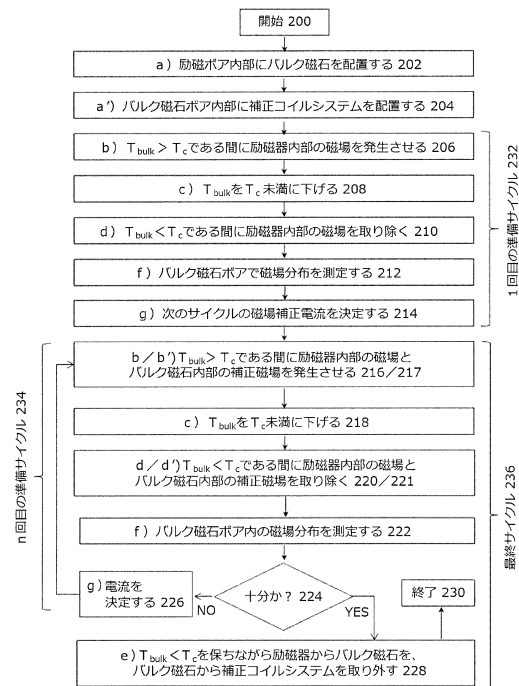 開始 200
a）励磁ボア内部にバルク磁石を配置する 202
a′）バルク磁石ボア内部に補正コイルシステムを配置する 204
b）Tbulk＞Tcである間に励磁器内部の磁場を発生させる 206
c）TbulkをTc未満に下げる 208
d）Tbulk＜Tcである間に励磁器内部の磁場を取り除く 210
f）バルク磁石ボアで磁場分布を測定する 212
g）次のサイクルの磁場補正電流を決定する 214
1回目の準備サイクル 232
b／b′)Tbulk＞Tcである間に励磁器内部の磁場と
バルク磁石内部の補正磁場を発生させる 216／217
c）TbulkをTc未満に下げる 218
d／d′)Tbulk＜Tcである間に励磁器内部の磁場と
バルク磁石内部の補正磁場を取り除く 220／221
f）バルク磁石ボア内の磁場分布を測定する 222
n回目の準備サイクル 234
最終サイクル 236
g）電流を
決定する 226
NO
十分か？ 224
YES
終了 230
e）Tbulk＜Tcを保ちながら励磁器からバルク磁石を、
バルク磁石から補正コイルシステムを取り外す 228